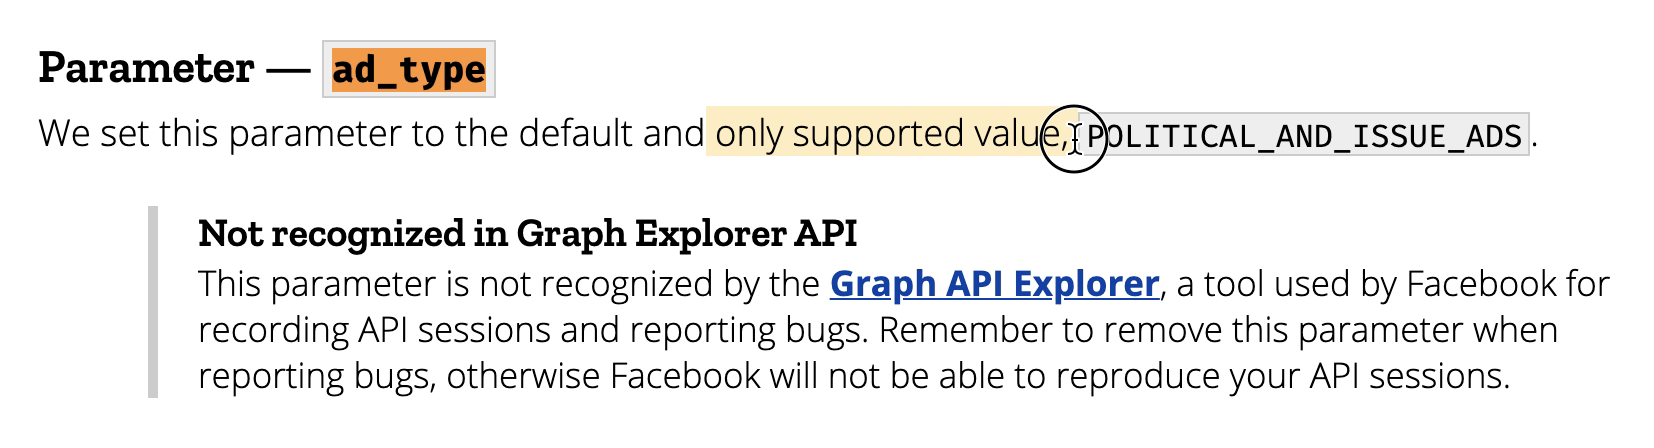 Parameter — ad_type
We set this parameter to the default and only supported value, POLITICAL_AND_ISSUE_ADS.
Not recognized in Graph Explorer API
This parameter is not recognized by the Graph API Explorer, a tool used by Facebook for
recording API sessions and reporting bugs. Remember to remove this parameter when
reporting bugs, otherwise Facebook will not be able to reproduce your API sessions.